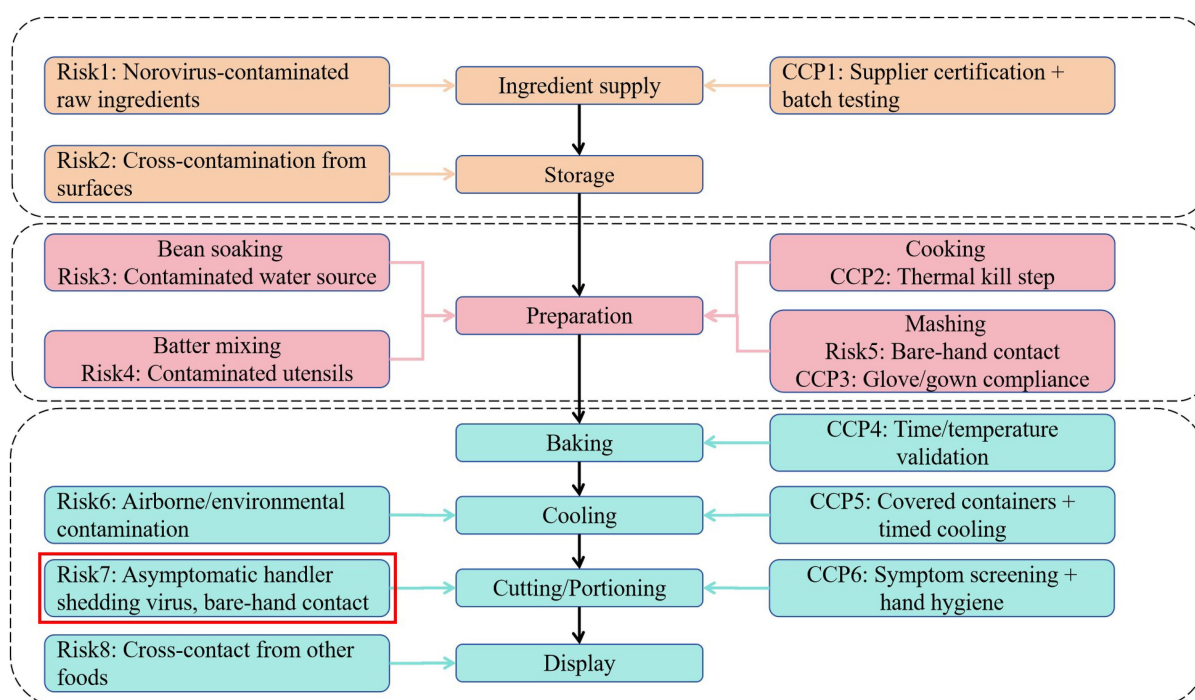 Risk1: Norovirus-contaminated
raw ingredients
Ingredient supply
CCP1: Supplier certification +
batch testing
Risk2: Cross-contamination from
surfaces
Storage
Bean soaking
Risk3: Contaminated water source
Cooking
CCP2: Thermal kill step
Preparation
Batter mixing
Risk4: Contaminated utensils
Mashing
Risk5: Bare-hand contact
CCP3: Glove/gown compliance
Baking
CCP4: Time/temperature
validation
Risk6: Airborne/environmental
contamination
Cooling
CCP5: Covered containers +
timed cooling
Risk7: Asymptomatic handler
shedding virus, bare-hand contact
Cutting/Portioning
CCP6: Symptom screening +
hand hygiene
Risk8: Cross-contact from other
foods
Display